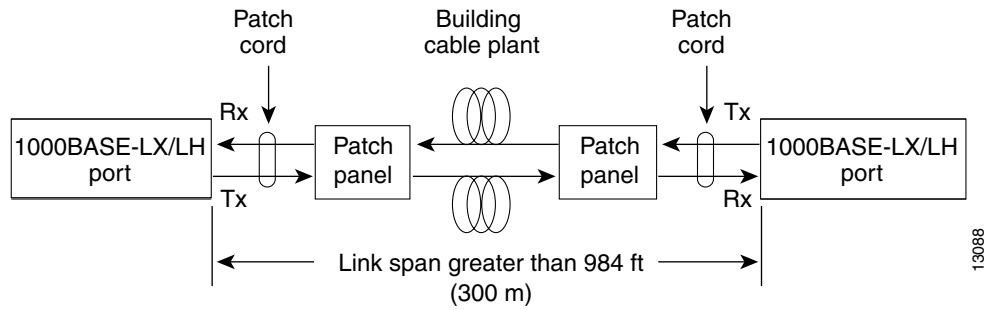 Patch
cord
Building
cable plant
Patch
cord
Rx
Tx
1000BASE-LX/LH
port
Patch
panel
Patch
panel
1000BASE-LX/LH
port
Tx
Rx
Link span greater than 984 ft
(300 m)
13088